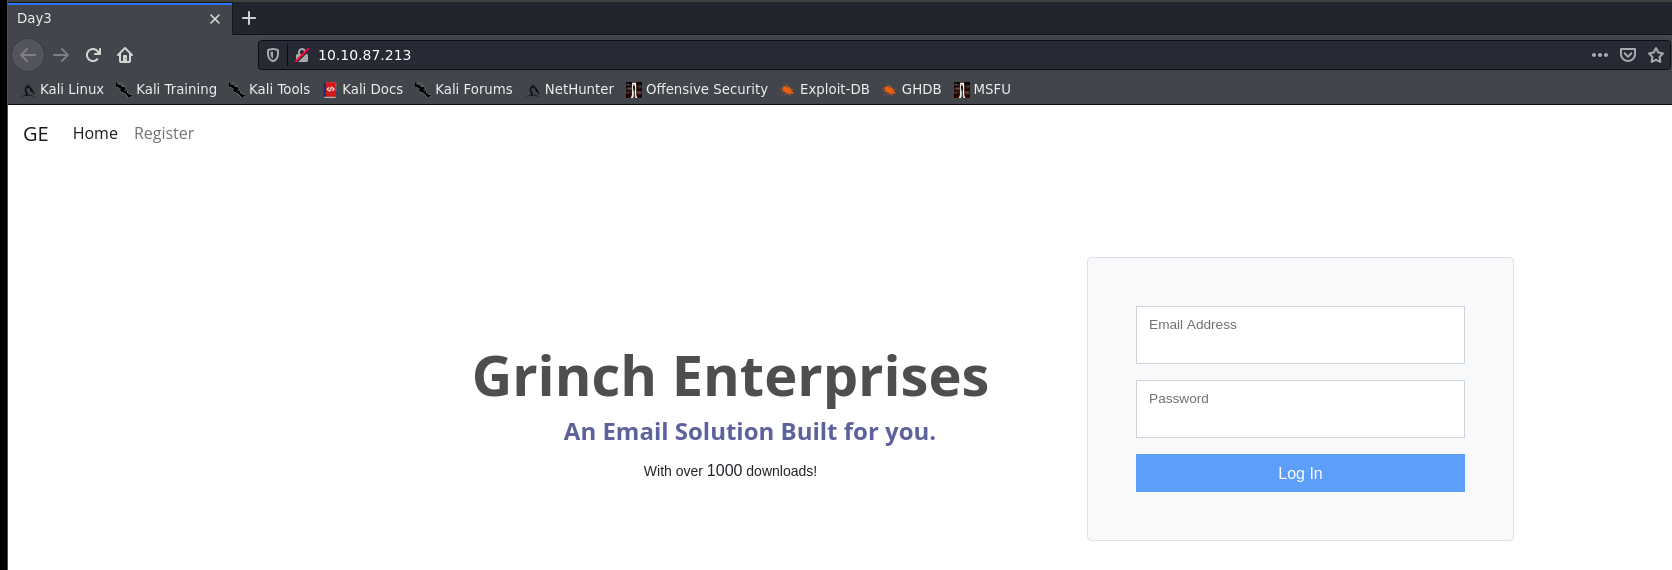 Day3
10.10.87.213
Kali Linux Kali Training Kali Tools Kali Docs Kali Forums NetHunter Offensive Security Exploit-DB GHDB MSFU
GE Home Register
Email Address
Password
Log In
Grinch Enterprises
An Email Solution Built for you.
With over 1000 downloads!